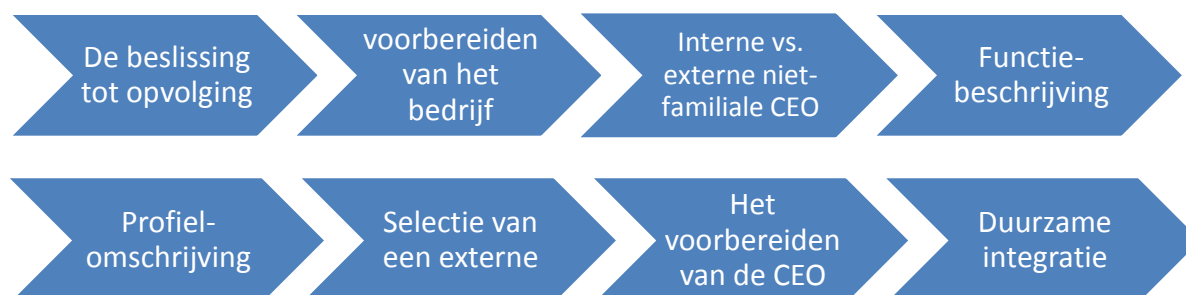 De beslissing
tot opvolging
voorbereiden
van het
bedrijf
Interne vs.
externe niet-
familiale CEO
Functie-
beschrijving
Profiel-
omschrijving
Selectie van
een externe
Het
voorbereiden
van de CEO
Duurzame
integratie